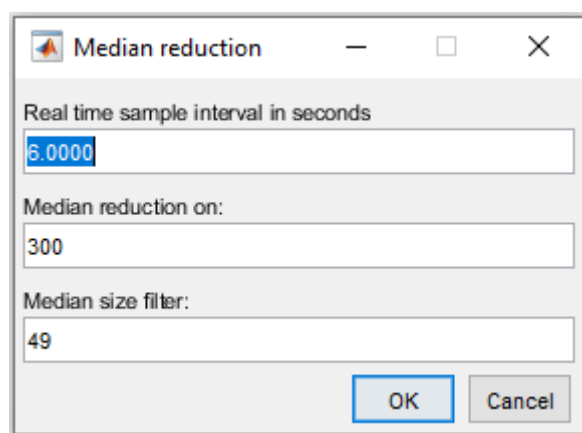 Median reduction
Real time sample interval in seconds
6.0000
Median reduction on:
300
Median size filter:
49
OK Cancel